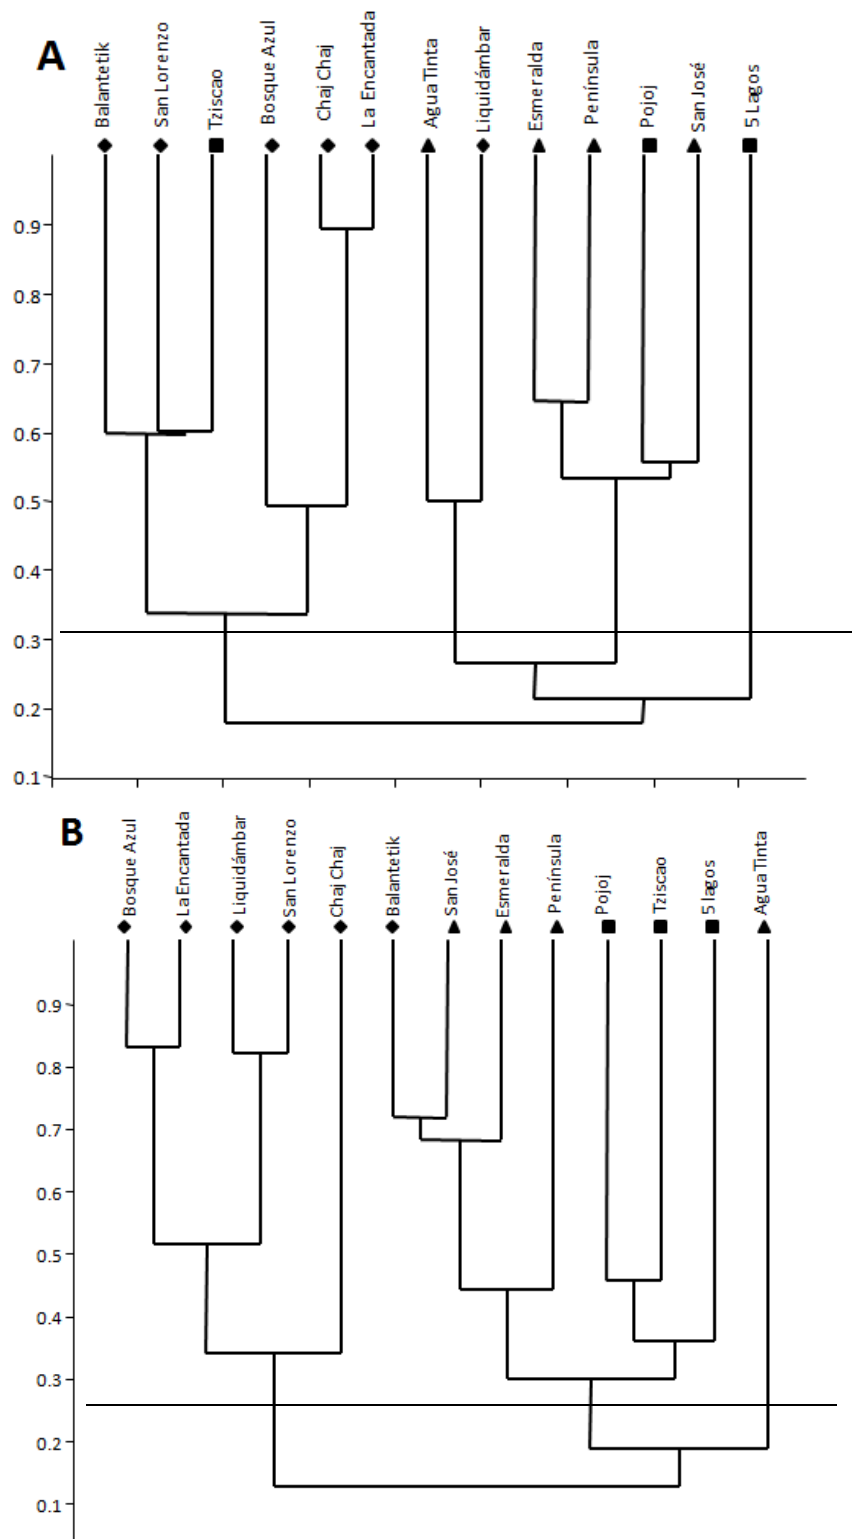 A
Balantetik
San Lorenzo
Tziscao
Bosque Azul
Chaj Chaj
La Encantada
Agua Tinta
Liquidámbar
Esmeralda
Península
Pojoj
San José
5 Lagos
0.9
0.8
0.7
0.6
0.5
0.4
0.3
0.2
0.1
B
Bosque Azul
La Encantada
Liquidámbar
San Lorenzo
Chaj Chaj
Balantetik
San José
Esmeralda
Península
Pojoj
Tziscao
5 lagos
Agua Tinta
0.9
0.8
0.7
0.6
0.5
0.4
0.3
0.2
0.1